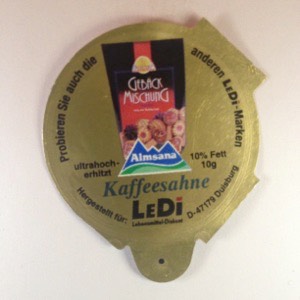 Probieren Sie auch die
anderen LeDi-Marken
GEBÄCK
MISCHUNG
Almsana
ultrahoch-
erhitzt
10% Fett
10g
Kaffeesahne
Hergestellt für:
LeDi
Lebensmittel-Diskont
D-47179 Duisburg